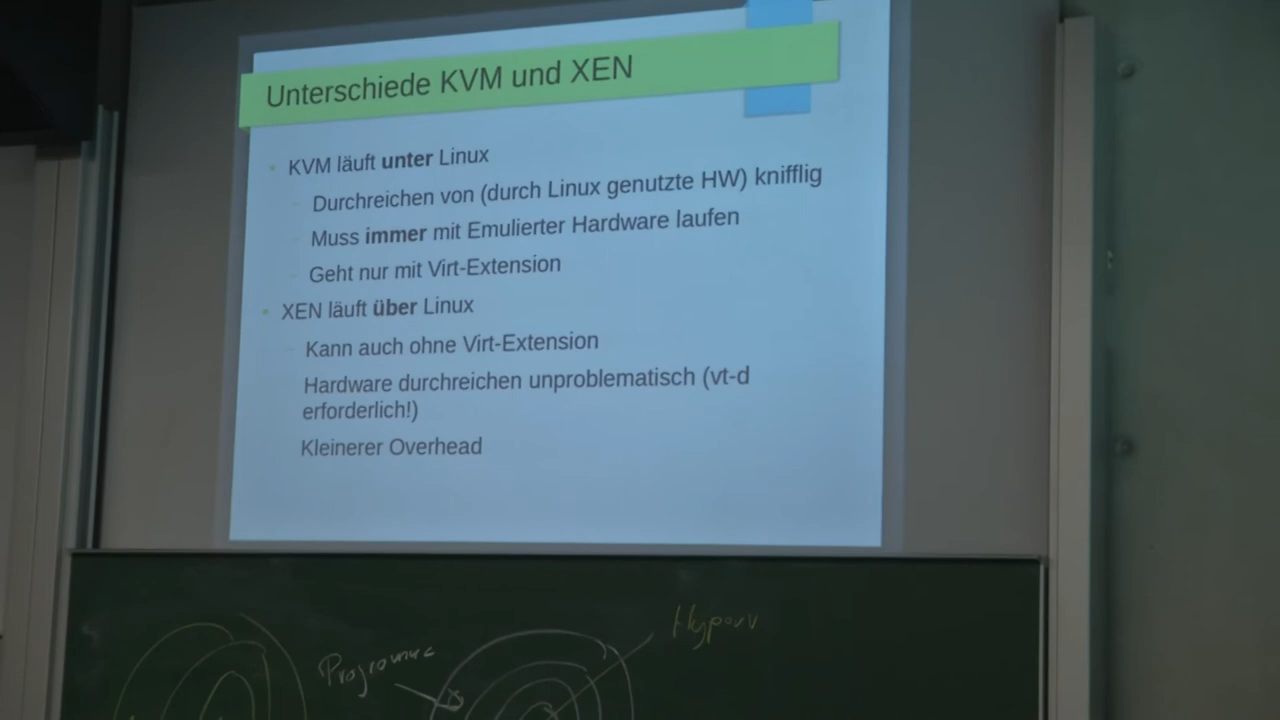 Unterschiede KVM und XEN
KVM läuft unter Linux
Durchreichen von (durch Linux genutzte HW) knifflig
Muss immer mit Emulierter Hardware laufen
Geht nur mit Virt-Extension
XEN läuft über Linux
Kann auch ohne Virt-Extension
Hardware durchreichen unproblematisch (vt-d
erforderlich!)
Kleinerer Overhead
Programme